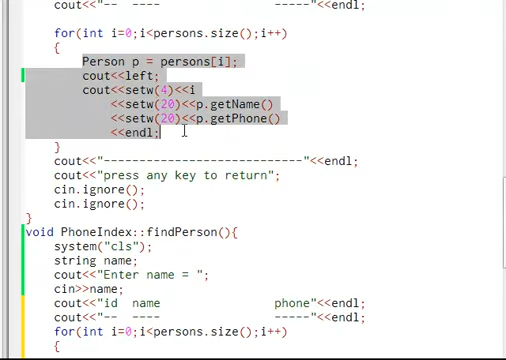 cout<<"--  ----                -----"<<endl;
for(int i=0;i<persons.size();i++)
{
Person p = persons[i];
cout<<left;
cout<<setw(4)<<i
<<setw(20)<<p.getName()
<<setw(20)<<p.getPhone()
<<endl;
}
cout<<"----------------------------"<<endl;
cout<<"press any key to return";
cin.ignore();
cin.ignore();
}
void PhoneIndex::findPerson(){
system("cls");
string name;
cout<<"Enter name = ";
cin>>name;
cout<<"id  name                phone"<<endl;
cout<<"--  ----                -----"<<endl;
for(int i=0;i<persons.size();i++)
{